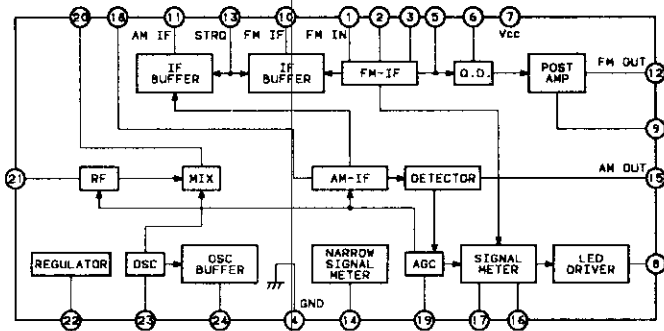 20 18 11 13 10 1 2 3 5 6 7
AM IF STRQ FM IF FM IN Vcc
IF BUFFER
IF BUFFER
FM-IF
Q.D.
POST AMP
FM OUT
12
9
21
RF
MIX
AM-IF
DETECTOR
AM OUT
15
REGULATOR
OSC
OSC BUFFER
NARROW SIGNAL METER
AGC
SIGNAL METER
LED DRIVER
8
GND
22 23 24 4 14 19 17 16